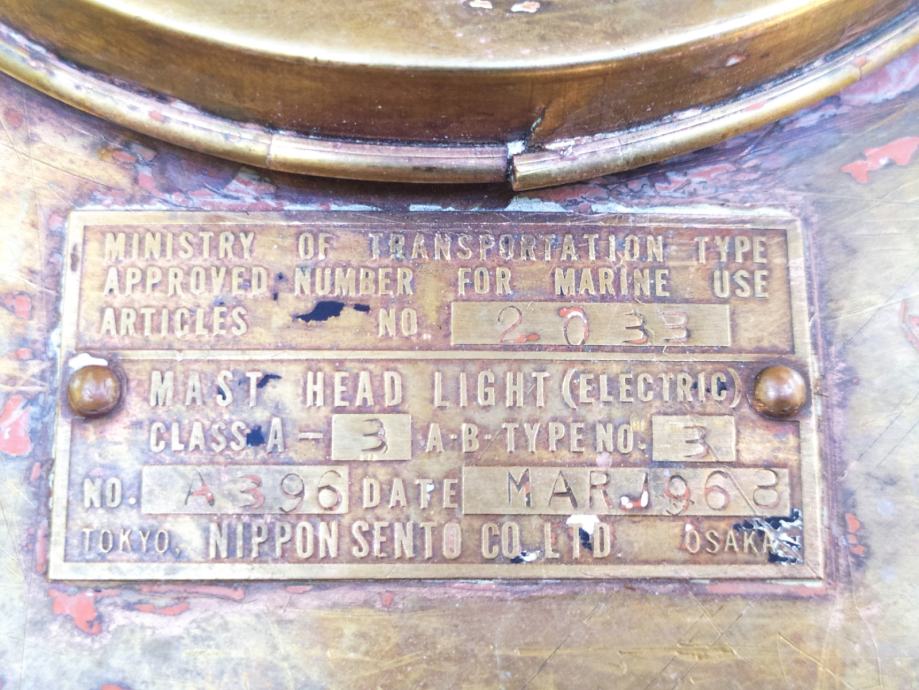 MINISTRY OF TRANSPORTATION TYPE
APPROVED NUMBER FOR MARINE USE
ARTICLES NO. 2033
MAST HEAD LIGHT (ELECTRIC)
CLASS A - 3 A·B·TYPE NO. 3
NO. A396 DATE MAR.1968
TOKYO, NIPPON SENTO CO. LTD. OSAKA